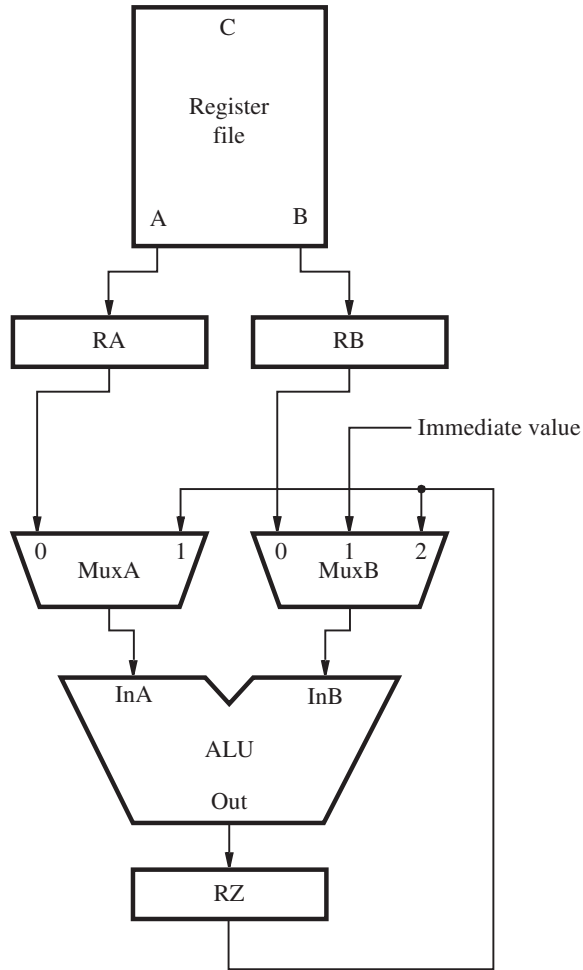 C
Register
file
A B
RA RB
Immediate value
0 1 0 1 2
MuxA MuxB
InA InB
ALU
Out
RZ